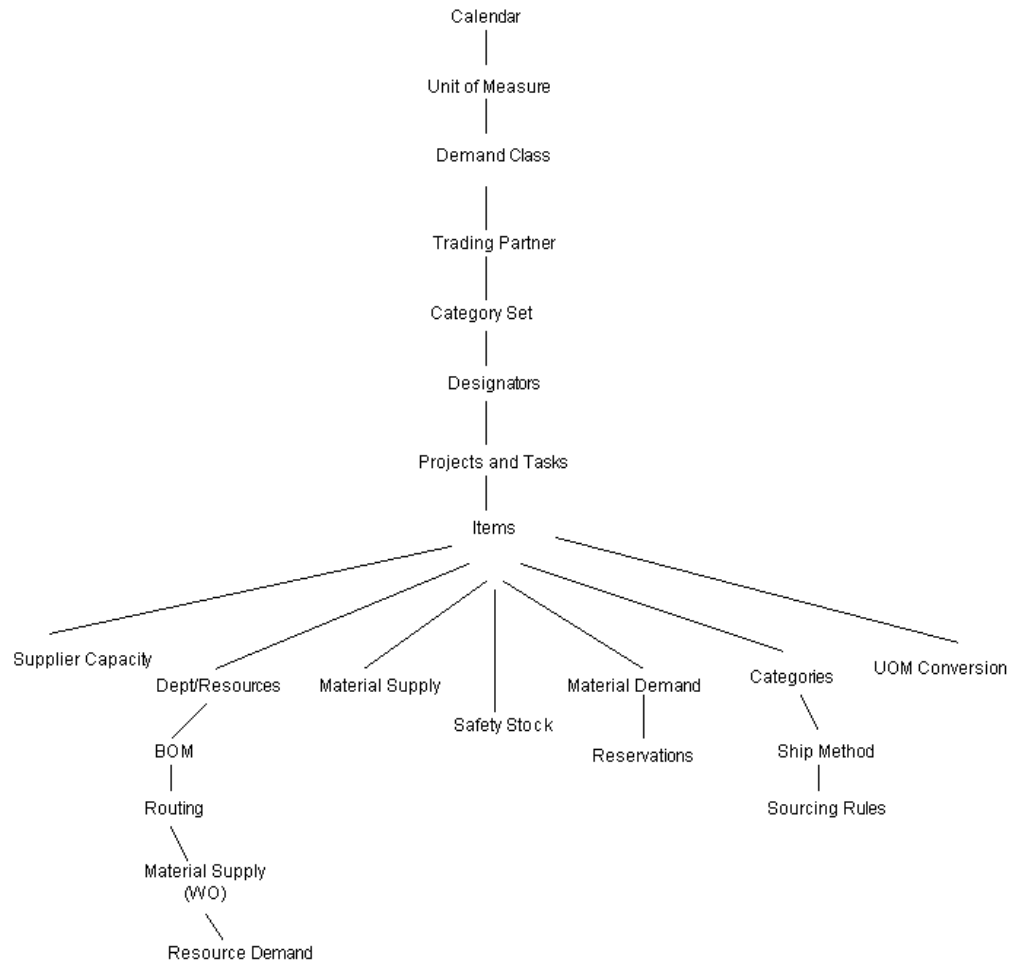 Calendar
Unit of Measure
Demand Class
Trading Partner
Category Set
Designators
Projects and Tasks
Items
Supplier Capacity
Dept/Resources
Material Supply
Safety Stock
Material Demand
Categories
UOM Conversion
BOM
Reservations
Ship Method
Routing
Sourcing Rules
Material Supply
(WO)
Resource Demand